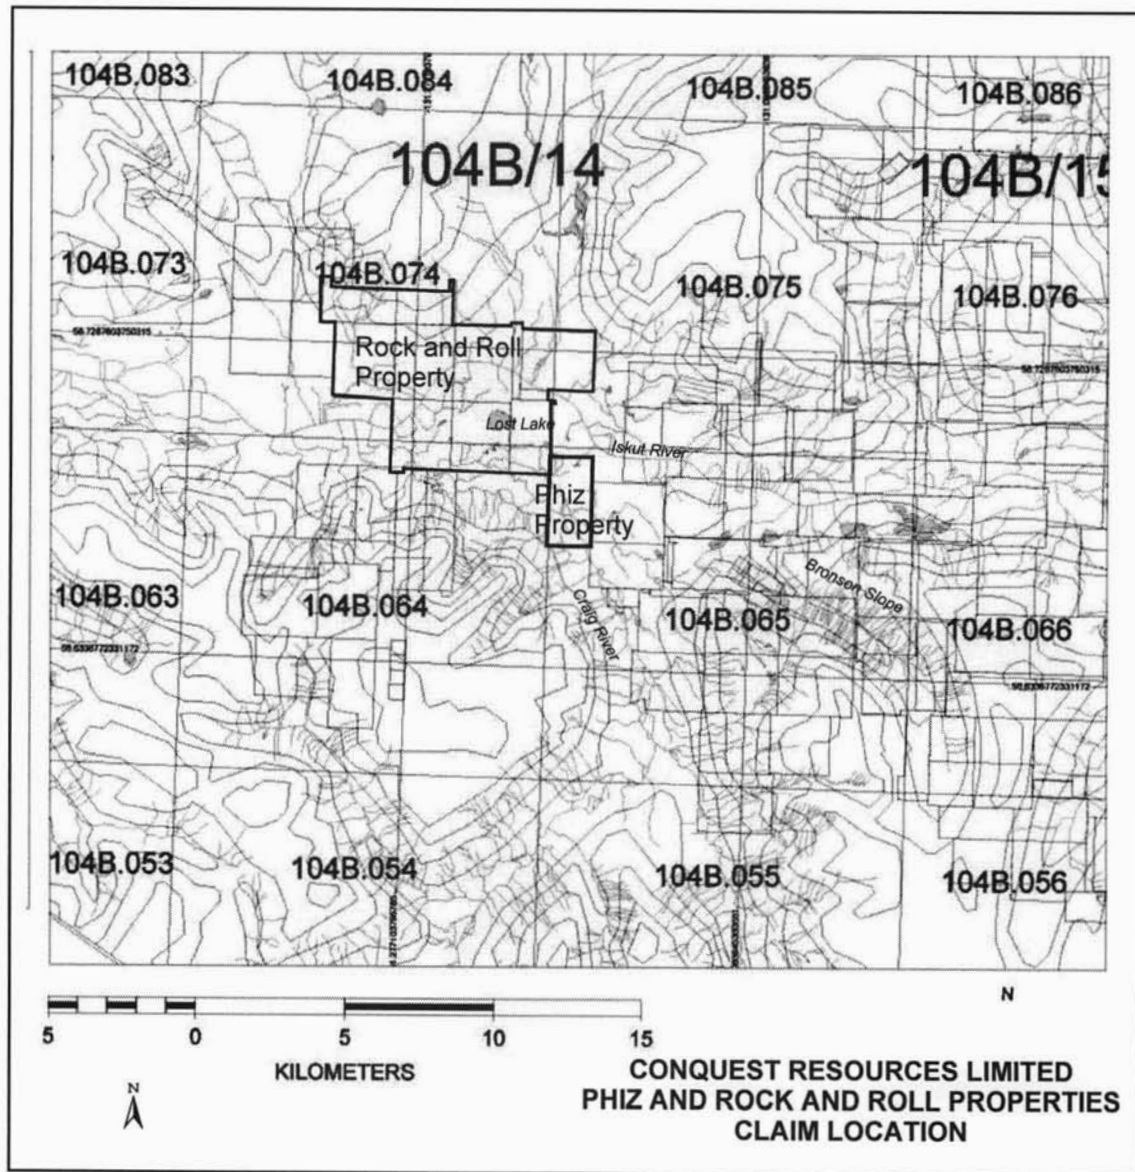 104B.083
104B.084
104B.085
104B.086
104B/14
104B/15
104B.073
104B.074
104B.075
104B.076
Rock and Roll
Property
Lost Lake
Iskut River
Phiz
Property
Bronson Slope
104B.063
104B.064
Craig River
104B.065
104B.066
104B.053
104B.054
104B.055
104B.056
N
5 0 5 10 15
KILOMETERS
N
CONQUEST RESOURCES LIMITED
PHIZ AND ROCK AND ROLL PROPERTIES
CLAIM LOCATION